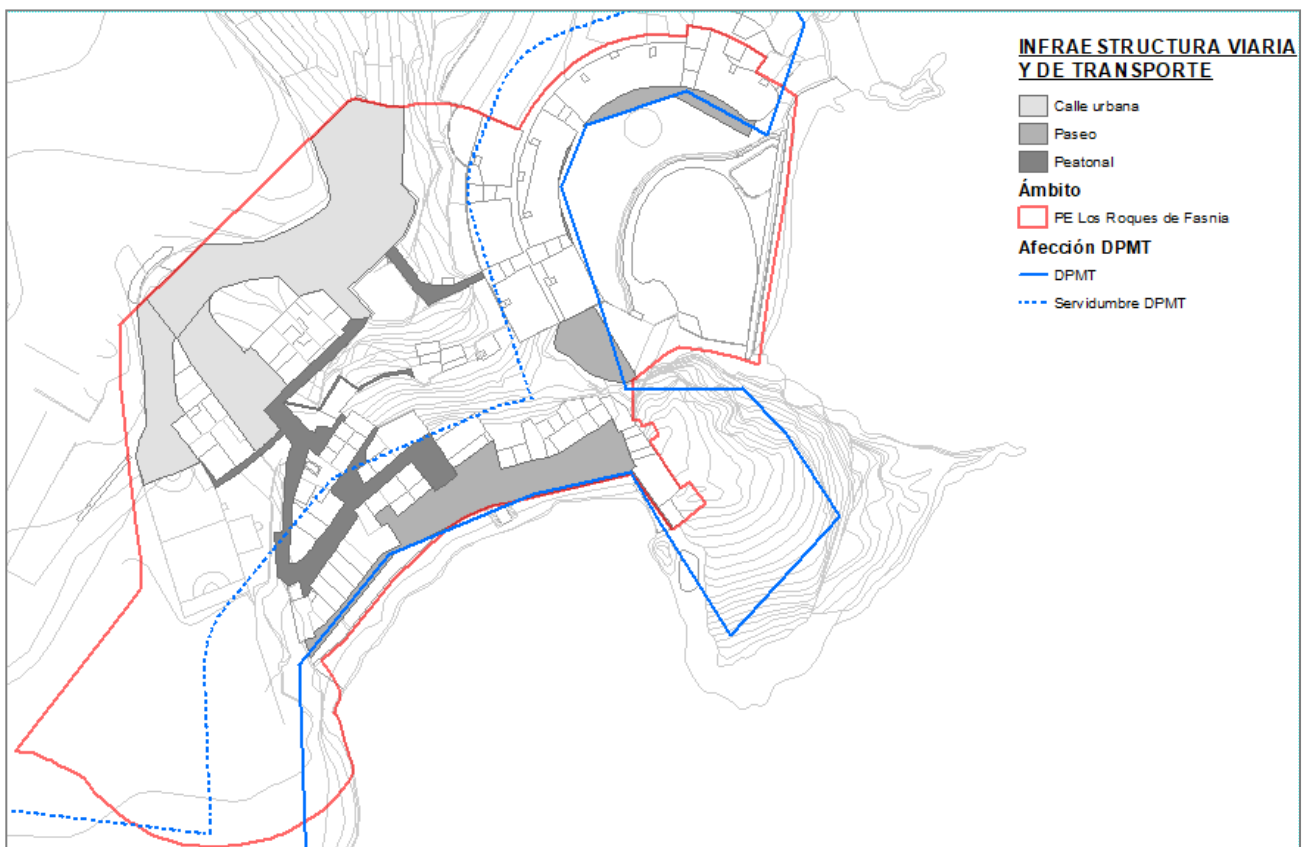 INFRAESTRUCTURA VIARIA
Y DE TRANSPORTE
Calle urbana
Paseo
Peatonal
Ámbito
PE Los Roques de Fasnia
Afección DPMT
DPMT
Servidumbre DPMT